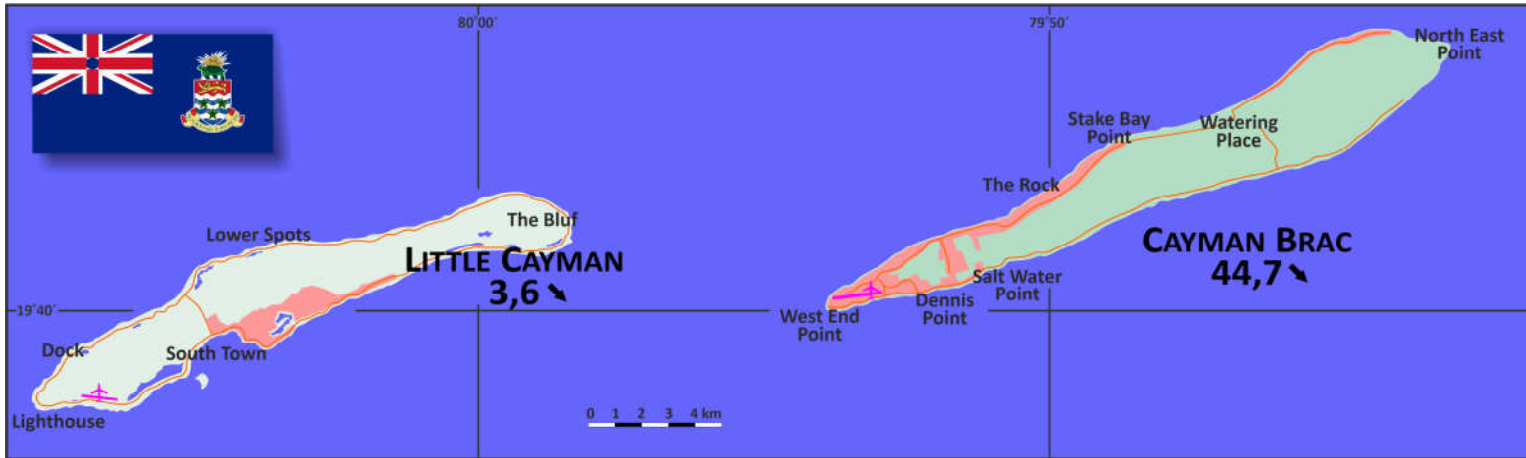 80°00'
79°50'
North East
Point
Stake Bay
Point
Watering
Place
The Rock
The Bluf
Lower Spots
LITTLE CAYMAN
3,6
CAYMAN BRAC
44,7
Salt Water
Point
Dennis
Point
West End
Point
19°40'
Dock
South Town
Lighthouse
0 1 2 3 4 km